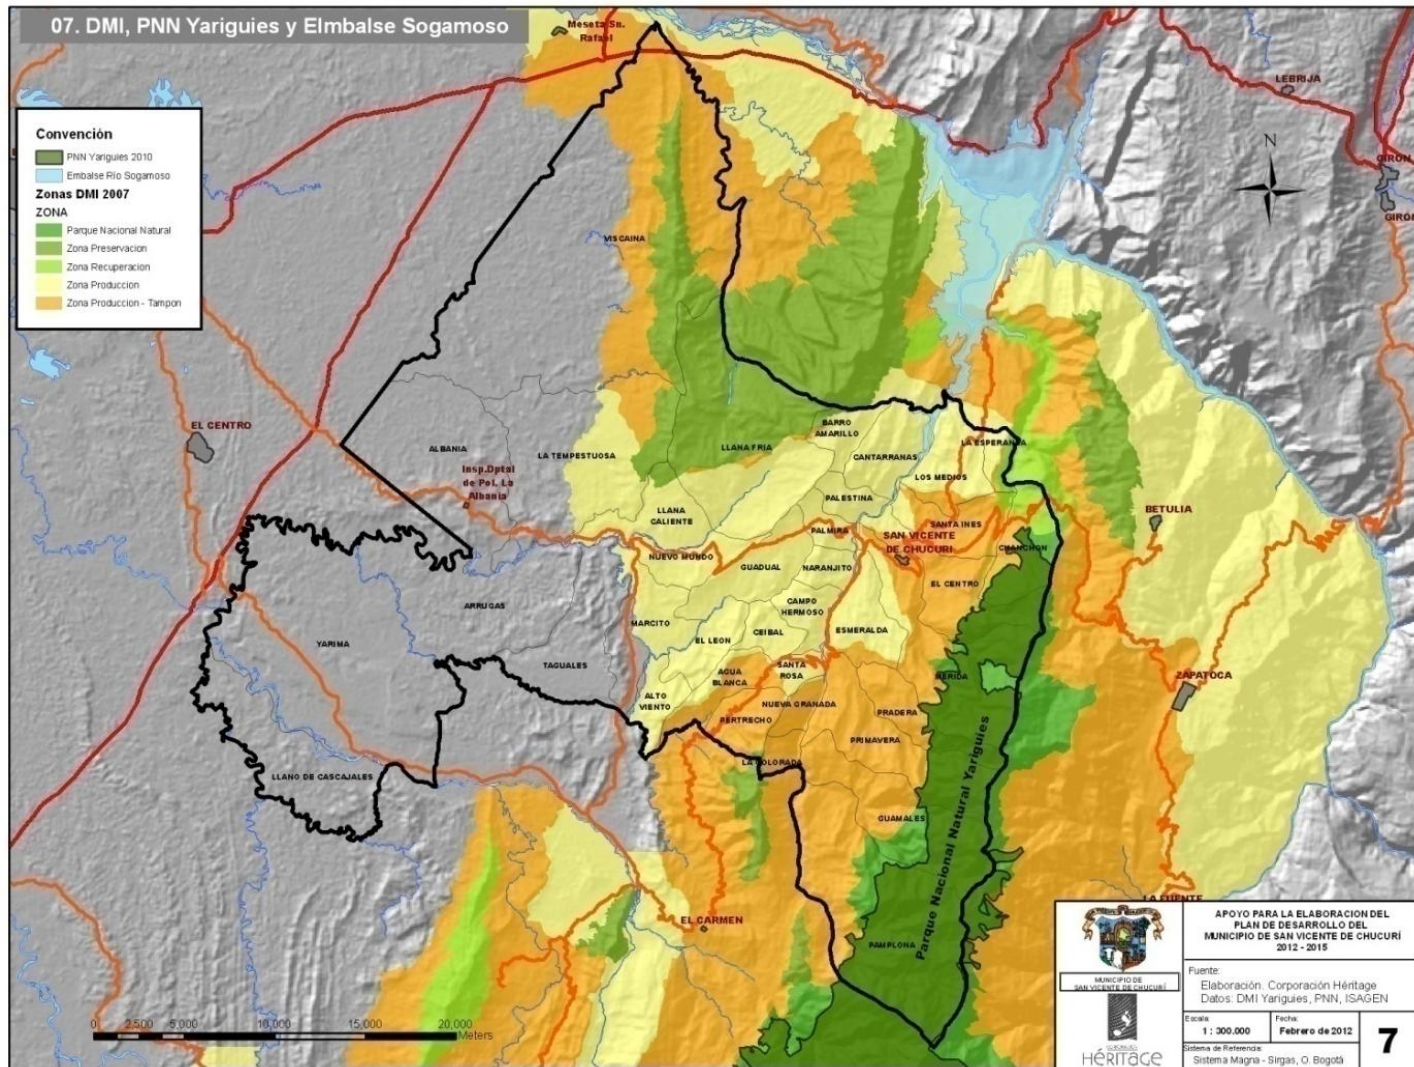 07. DMI, PNN Yariguies y Elmbalse Sogamoso
Meseta Sn.
Rafael
LEBRIJA
Convención
PNN Yariguies 2010
Embalse Río Sogamoso
Zonas DMI 2007
ZONA
Parque Nacional Natural
Zona Preservacion
Zona Recuperacion
Zona Produccion
Zona Produccion - Tampon
N
GIRON
GIRON
VISCAINA
EL CENTRO
ALBANIA
LA TEMPESTUOSA
LLANA FRIA
BARRO
AMARILLO
CANTARRANAS
LA ESPERANZA
LOS MEDIOS
Insp.Dptal
de Pol. La
Albania
PALESTINA
LLANA
CALIENTE
BETULIA
PALMIRA
SANTA INES
SAN VICENTE
DE CHUCURI
CHANCHON
NUEVO MUNDO
GUADUAL
NARANJITO
EL CENTRO
ARRUGAS
CAMPO
HERMOSO
MARCITO
EL LEON
CEIBAL
ESMERALDA
YARIMA
TAGUALES
AGUA
BLANCA
SANTA
ROSA
MERIDA
ZAPATOCA
ALTO
VIENTO
NUEVA GRANADA
PERTRECHO
PRADERA
PRIMAVERA
LA COLORADA
LLANO DE CASCAJALES
GUAMALES
Parque Nacional Natural Yariguies
LA FUENTE
EL CARMEN
PAMPLONA
0 2,500 5,000 10,000 15,000 20,000
Meters
MUNICIPIO DE
SAN VICENTE DE CHUCURÍ
HÉRITAGE
APOYO PARA LA ELABORACION DEL
PLAN DE DESARROLLO DEL
MUNICIPIO DE SAN VICENTE DE CHUCURÍ
2012 - 2015
Fuente:
Elaboración. Corporación Héritage
Datos: DMI Yariguies, PNN, ISAGEN
Escala:
1 : 300.000
Fecha:
Febrero de 2012
7
Sistema de Referencia:
Sistema Magna - Sirgas, O. Bogotá